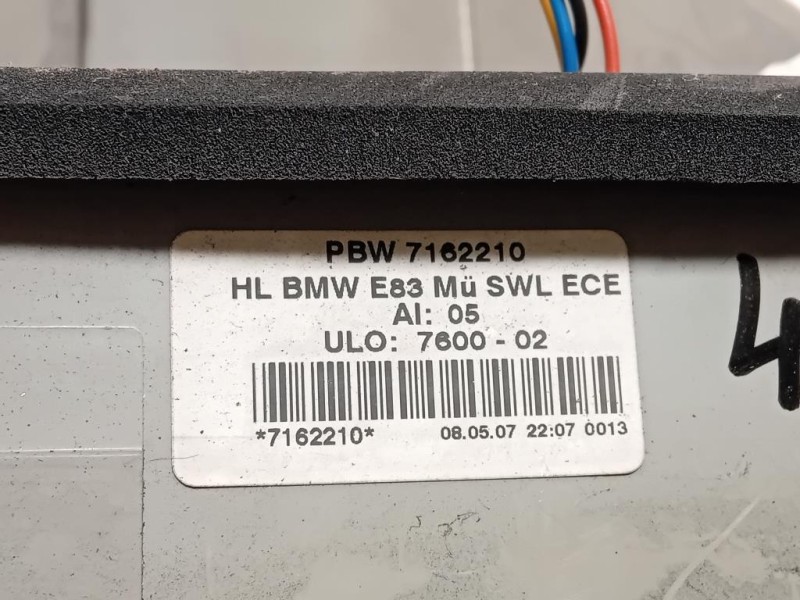 PBW 7162210
HL BMW E83 Mü SWL ECE
AI: 05
ULO: 7600 - 02
*7162210* 08.05.07 22:07 0013
4